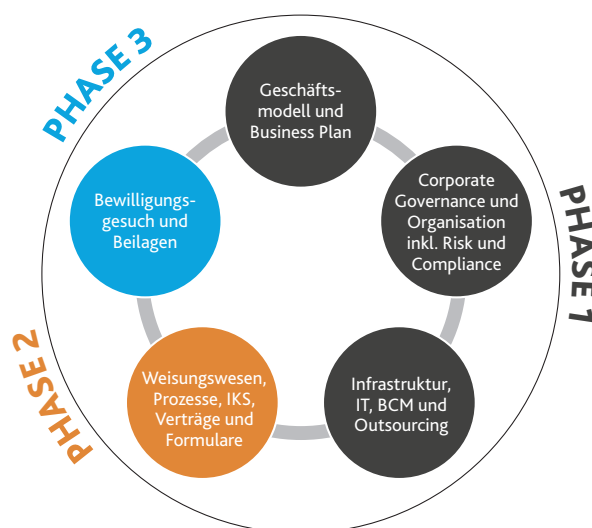 PHASE 3
Geschäfts-
modell und
Business Plan
Bewilligungs-
gesuch und
Beilagen
Corporate
Governance und
Organisation
inkl. Risk und
Compliance
PHASE 1
PHASE 2
Weisungswesen,
Prozesse, IKS,
Verträge und
Formulare
Infrastruktur,
IT, BCM und
Outsourcing